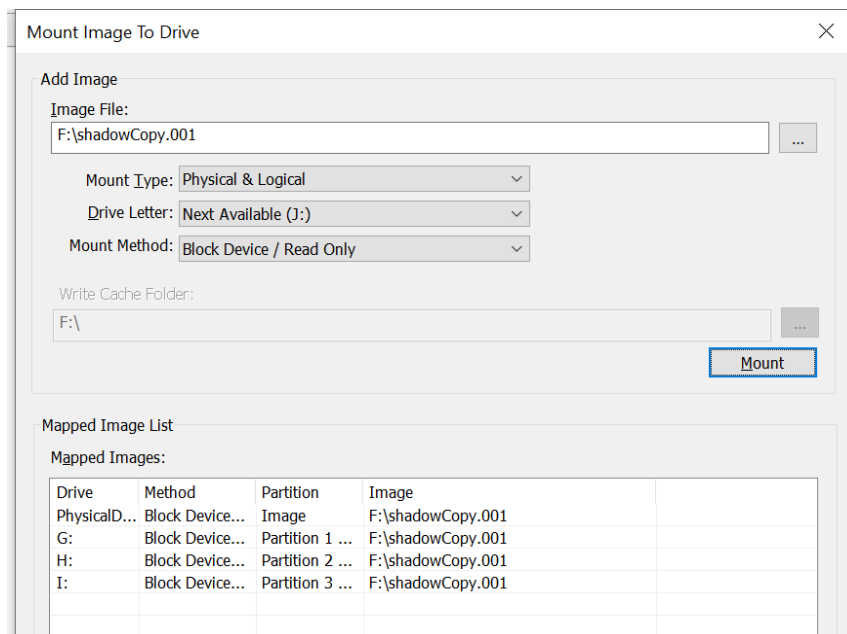 Mount Image To Drive
Add Image
Image File:
F:\shadowCopy.001
...
Mount Type: Physical & Logical
Drive Letter: Next Available (J:)
Mount Method: Block Device / Read Only
Write Cache Folder:
F:\
...
Mount
Mapped Image List
Mapped Images:
Drive Method Partition Image
PhysicalD... Block Device... Image F:\shadowCopy.001
G: Block Device... Partition 1 ... F:\shadowCopy.001
H: Block Device... Partition 2 ... F:\shadowCopy.001
I: Block Device... Partition 3 ... F:\shadowCopy.001